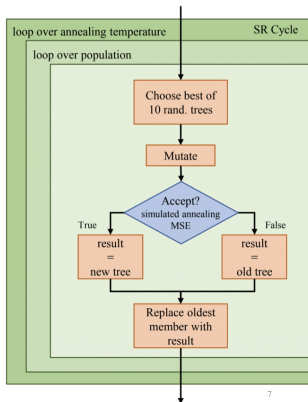 loop over annealing temperature
SR Cycle
loop over population
Choose best of
10 rand. trees
Mutate
Accept?
simulated annealing
MSE
True
False
result
=
new tree
result
=
old tree
Replace oldest
member with
result
7